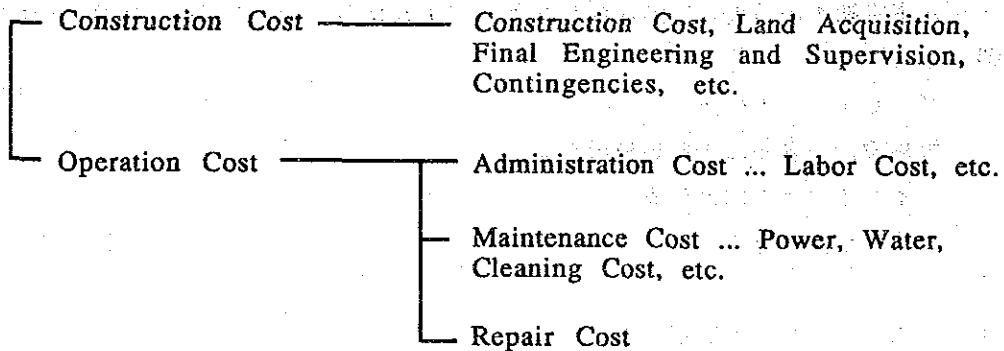 Construction Cost Construction Cost, Land Acquisition,
Final Engineering and Supervision,
Contingencies, etc.
Operation Cost Administration Cost ... Labor Cost, etc.
Maintenance Cost ... Power, Water,
Cleaning Cost, etc.
Repair Cost